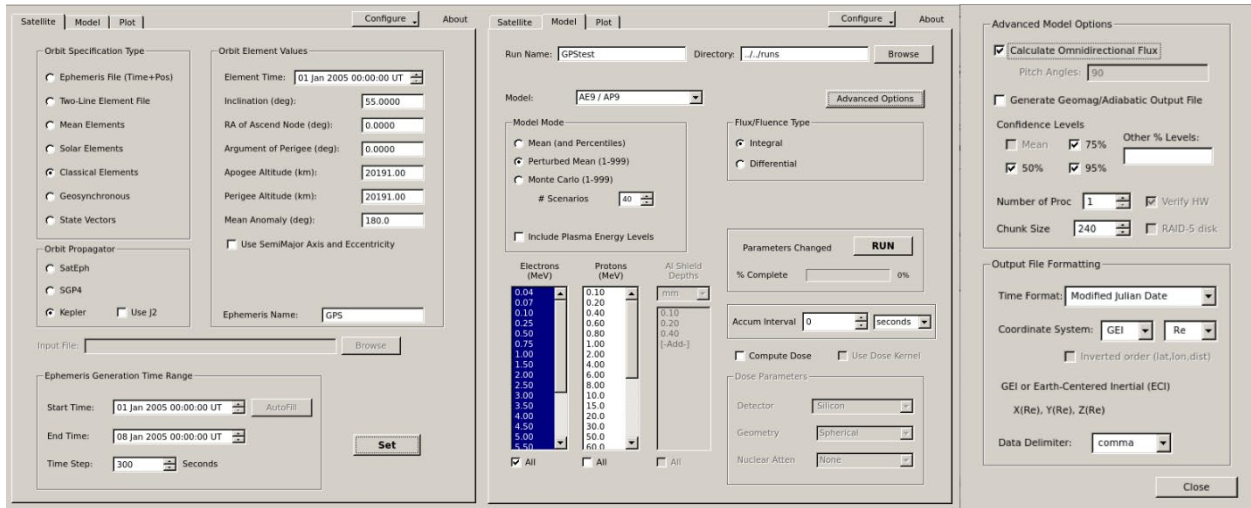 Satellite Model Plot Configure About
Orbit Specification Type
Ephemeris File (Time+Pos)
Two-Line Element File
Mean Elements
Solar Elements
Classical Elements
Geosynchronous
State Vectors
Orbit Propagator
SatEph
SGP4
Kepler Use J2
Orbit Element Values
Element Time: 01 Jan 2005 00:00:00 UT
Inclination (deg): 55.0000
RA of Ascend Node (deg): 0.0000
Argument of Perigee (deg): 0.0000
Apogee Altitude (km): 20191.00
Perigee Altitude (km): 20191.00
Mean Anomaly (deg): 180.0
Use SemiMajor Axis and Eccentricity
Ephemeris Name: GPS
Input File: Browse
Ephemeris Generation Time Range
Start Time: 01 Jan 2005 00:00:00 UT AutoFill
End Time: 08 Jan 2005 00:00:00 UT
Time Step: 300 Seconds
Set
Satellite Model Plot Configure About
Run Name: GPStest Directory: ../../runs Browse
Model: AE9 / AP9 Advanced Options
Model Mode
Mean (and Percentiles)
Perturbed Mean (1-999)
Monte Carlo (1-999)
# Scenarios 40
Include Plasma Energy Levels
Flux/Fluence Type
Integral
Differential
Parameters Changed RUN
% Complete 0%
Electrons
(MeV)
0.04
0.07
0.10
0.25
0.50
0.75
1.00
1.50
2.00
2.50
3.00
3.50
4.00
4.50
5.00
5.50
All
Protons
(MeV)
0.10
0.20
0.40
0.60
0.80
1.00
2.00
4.00
6.00
8.00
10.0
15.0
20.0
30.0
50.0
60.0
All
Al Shield
Depths
mm
0.10
0.20
0.40
[-Add-]
All
Accum Interval 0 seconds
Compute Dose Use Dose Kernel
Dose Parameters
Detector Silicon
Geometry Spherical
Nuclear Atten None
Advanced Model Options
Calculate Omnidirectional Flux
Pitch Angles: 90
Generate Geomag/Adiabatic Output File
Confidence Levels
Mean 75% Other % Levels:
50% 95%
Number of Proc 1 Verify HW
Chunk Size 240 RAID-5 disk
Output File Formatting
Time Format: Modified Julian Date
Coordinate System: GEI Re
Inverted order (lat,lon,dist)
GEI or Earth-Centered Inertial (ECI)
X(Re), Y(Re), Z(Re)
Data Delimiter: comma
Close